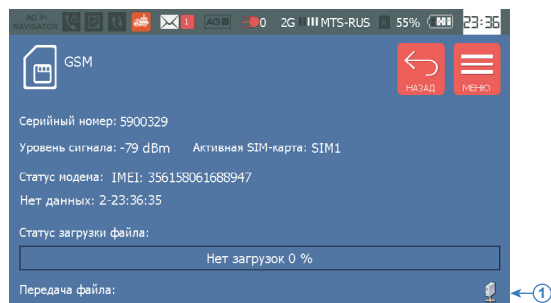 AG
NAVIGATOR 1 AG 0 2G MTS-RUS 55% 23:36
GSM
НАЗАД МЕНЮ
Серийный номер: 5900329
Уровень сигнала: -79 dBm Активная SIM-карта: SIM1
Статус модема: IMEI: 356158061688947
Нет данных: 2-23:36:35
Статус загрузки файла:
Нет загрузок 0 %
Передача файла:
1